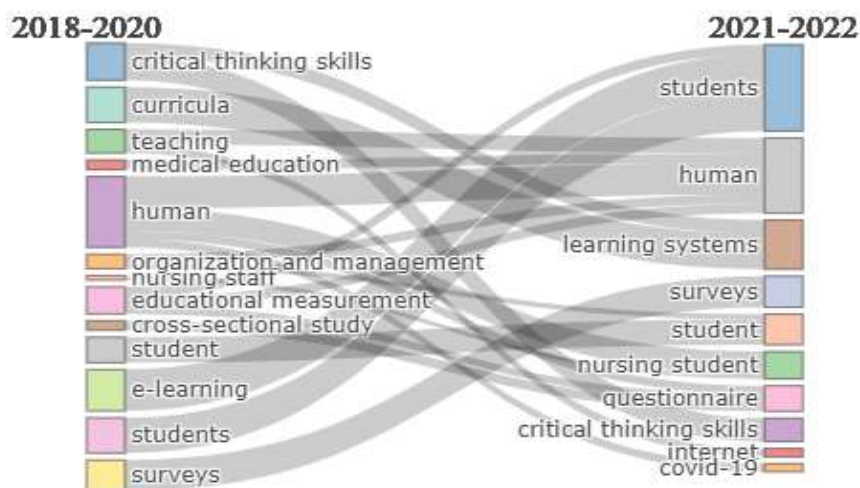 2018-2020
2021-2022
critical thinking skills
curricula
teaching
medical education
human
organization and management
nursing staff
educational measurement
cross-sectional study
student
e-learning
students
surveys
students
human
learning systems
surveys
student
nursing student
questionnaire
critical thinking skills
internet
covid-19